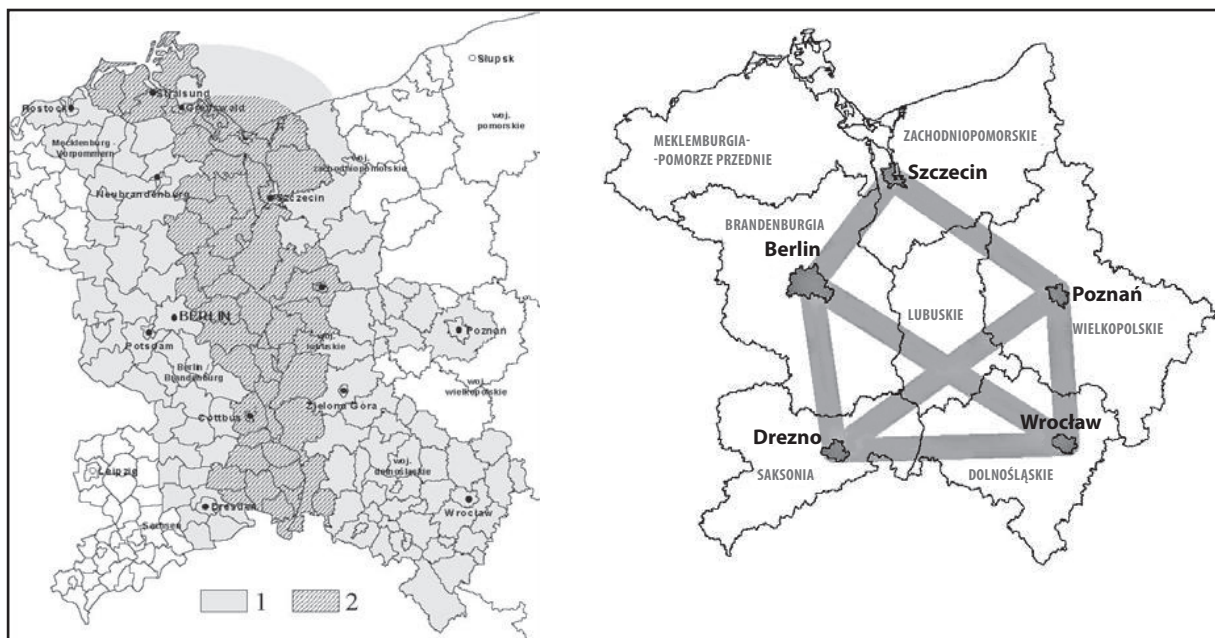 Słupsk
Stralsund
Rostock
Greifswald
woj.
pomorskie
Mecklenburg -
Vorpommern
woj.
zachodniopomorskie
Neubrandenburg
Szczecin
BERLIN
Potsdam
woj.
lubuskie
Poznań
Berlin /
Brandenburg
woj.
wielkopolskie
Zielona Góra
Cottbus
Leipzig
woj.
dolnośląskie
Dresden
Wrocław
Sachsen
1
2
MEKLEMBURGIA-
-POMORZE PRZEDNIE
ZACHODNIOPOMORSKIE
Szczecin
BRANDENBURGIA
Berlin
LUBUSKIE
Poznań
WIELKOPOLSKIE
Wrocław
Drezno
SAKSONIA
DOLNOŚLĄSKIE